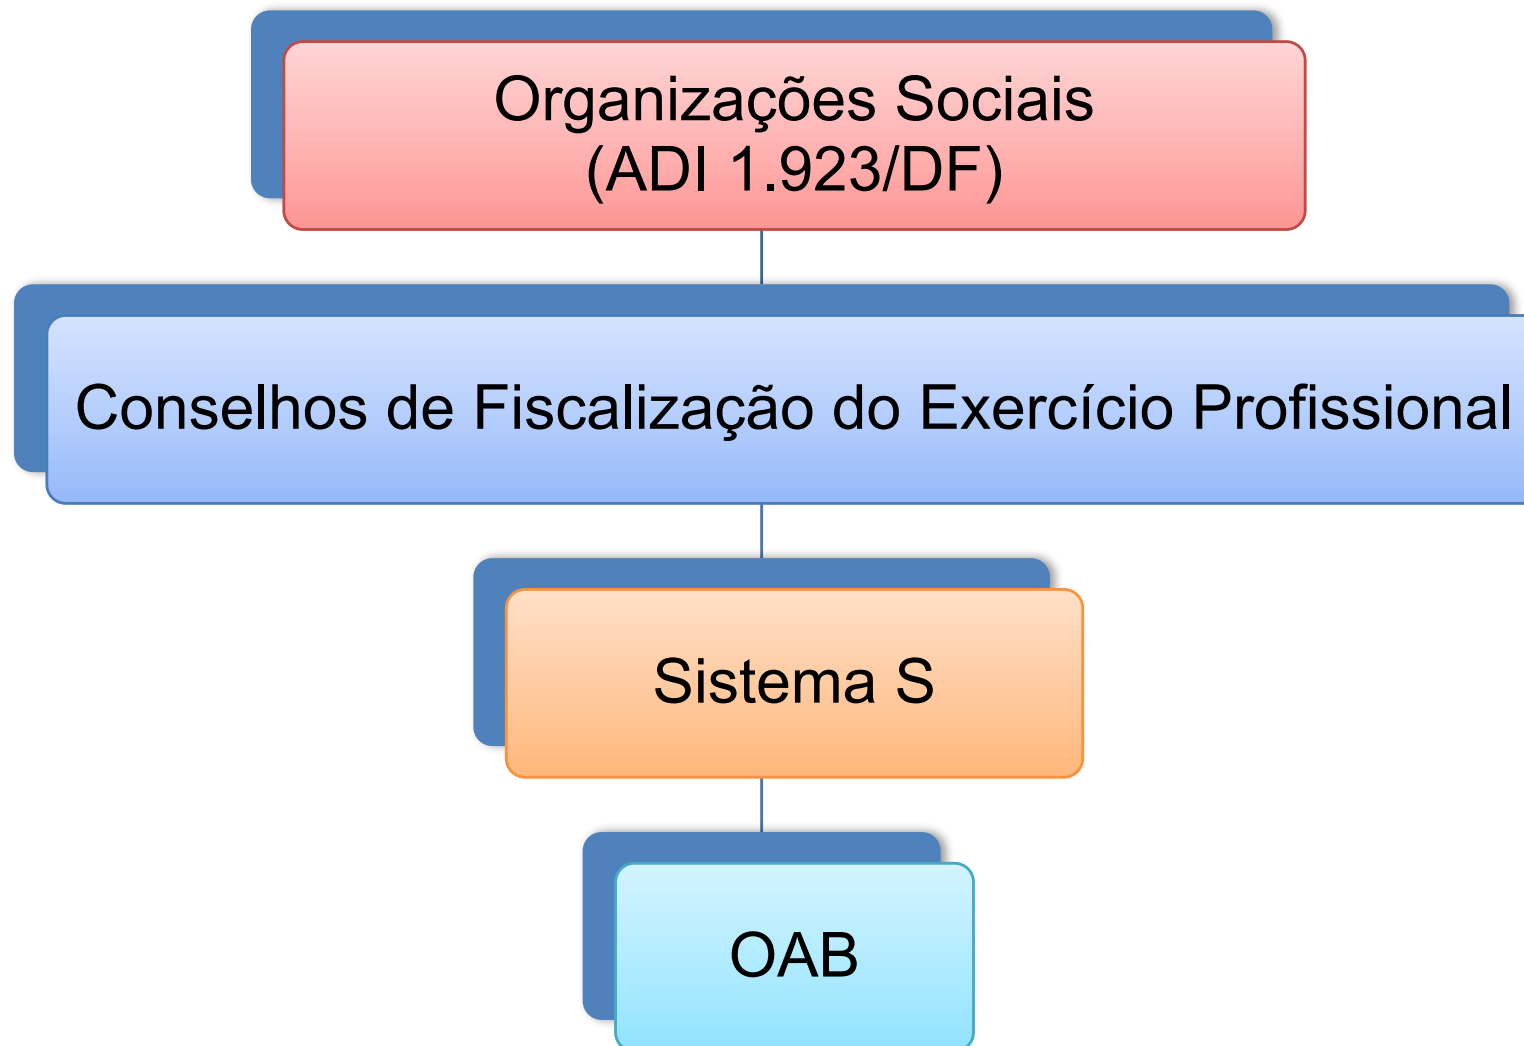 Organizações Sociais
(ADI 1.923/DF)
Conselhos de Fiscalização do Exercício Profissional
Sistema S
OAB